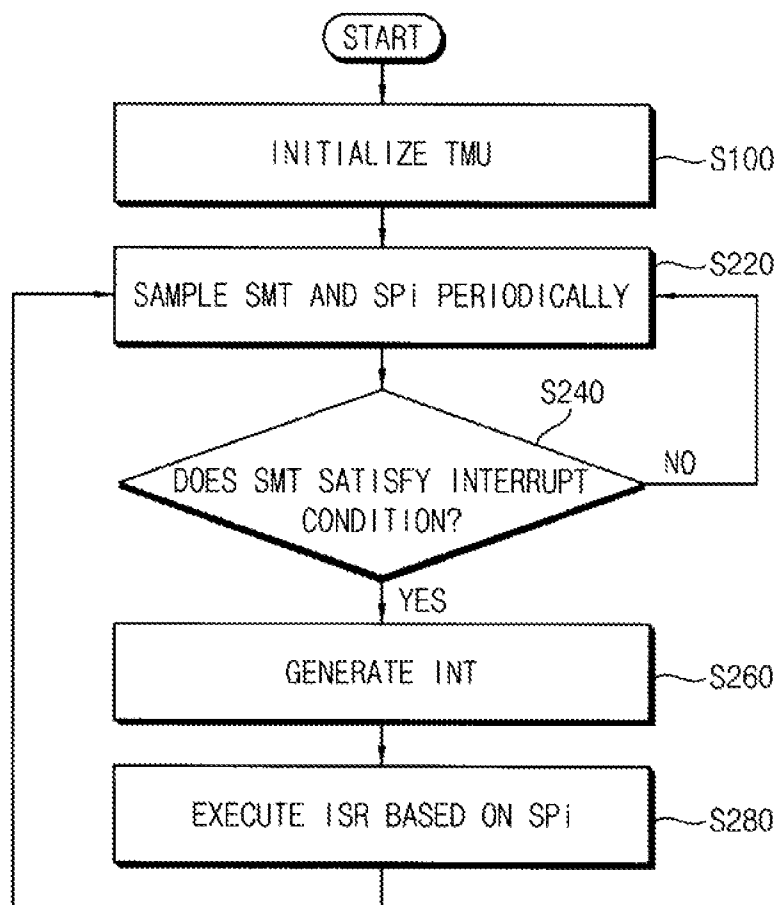 START
INITIALIZE TMU
S100
SAMPLE SMT AND SPi PERIODICALLY
S220
S240
DOES SMT SATISFY INTERRUPT
CONDITION?
NO
YES
GENERATE INT
S260
EXECUTE ISR BASED ON SPi
S280